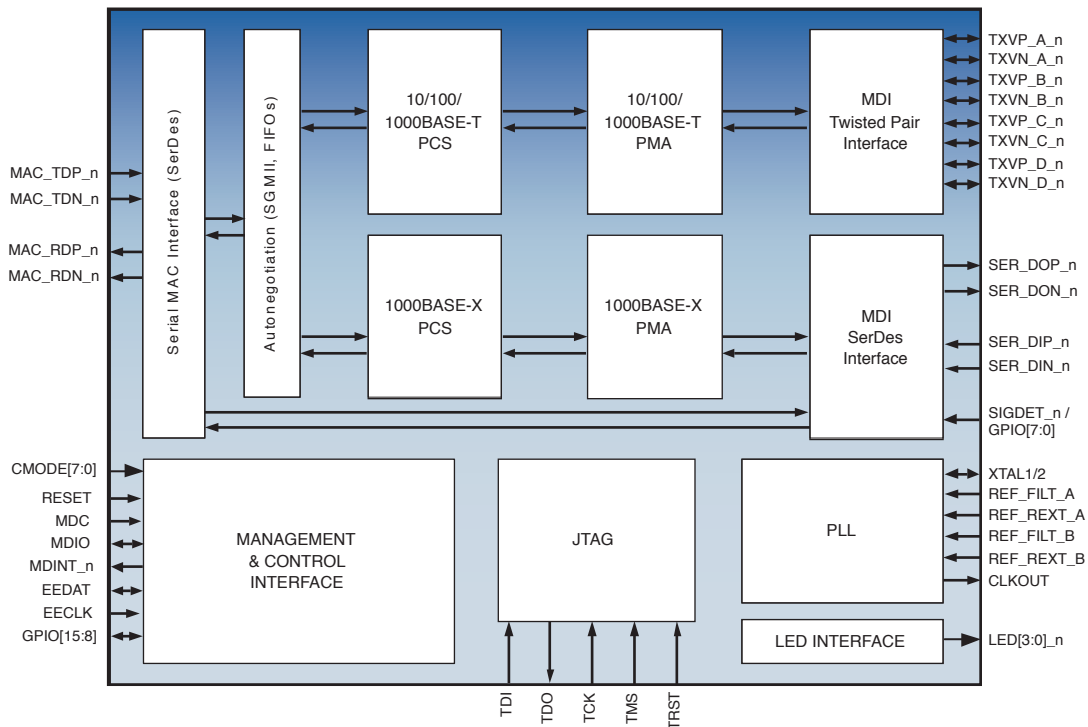 MAC_TDP_n
MAC_TDN_n
MAC_RDP_n
MAC_RDN_n
Serial MAC Interface (SerDes)
Autonegotiation (SGMII, FIFOs)
10/100/
1000BASE-T
PCS
10/100/
1000BASE-T
PMA
MDI
Twisted Pair
Interface
TXVP_A_n
TXVN_A_n
TXVP_B_n
TXVN_B_n
TXVP_C_n
TXVN_C_n
TXVP_D_n
TXVN_D_n
1000BASE-X
PCS
1000BASE-X
PMA
MDI
SerDes
Interface
SER_DOP_n
SER_DON_n
SER_DIP_n
SER_DIN_n
SIGDET_n /
GPIO[7:0]
CMODE[7:0]
RESET
MDC
MDIO
MDINT_n
EEDAT
EECLK
GPIO[15:8]
MANAGEMENT
& CONTROL
INTERFACE
JTAG
TDI
TDO
TCK
TMS
TRST
PLL
XTAL1/2
REF_FILT_A
REF_REXT_A
REF_FILT_B
REF_REXT_B
CLKOUT
LED INTERFACE
LED[3:0]_n